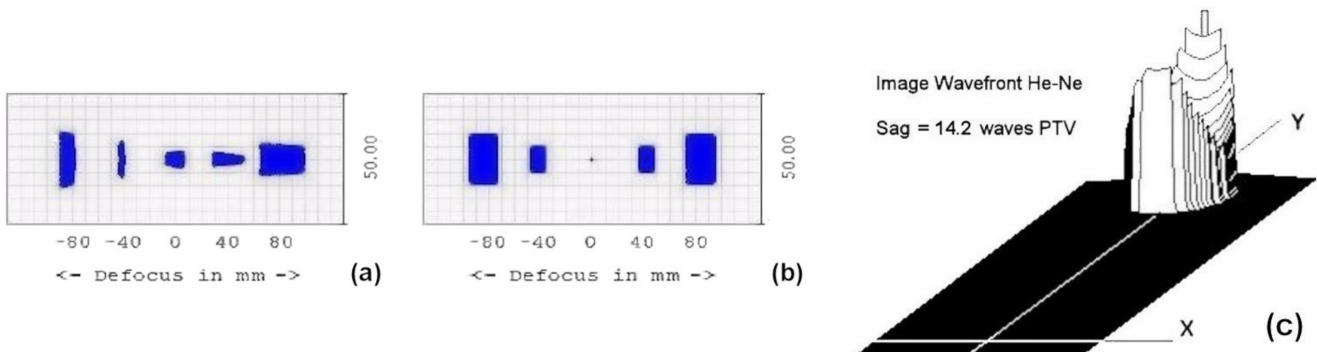 50.00
-80 -40 0 40 80
<- Defocus in mm ->
(a)
50.00
-80 -40 0 40 80
<- Defocus in mm ->
(b)
Image Wavefront He-Ne
Sag = 14.2 waves PTV
Y
X
(c)